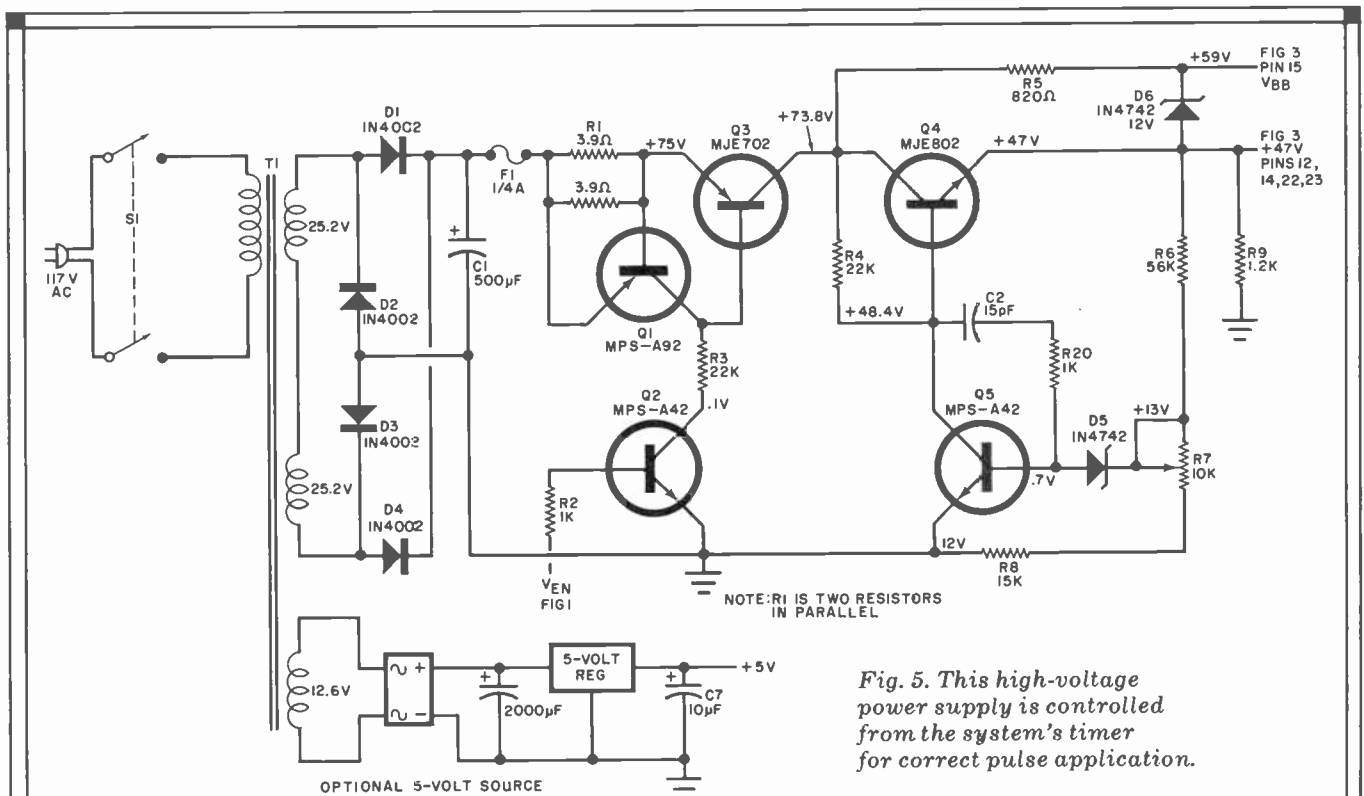 117 V
AC
S1
T1
25.2V
25.2V
D1
1N4002
D2
1N4002
D3
1N4002
D4
1N4002
+
C1
500µF
F1
1/4A
R1
3.9Ω
3.9Ω
+75V
Q3
MJE702
+73.8V
Q4
MJE802
+47V
R5
820Ω
+59V
FIG 3
PIN 15
VBB
D6
1N4742
12V
FIG 3
+47V
PINS 12,
14,22,23
Q1
MPS-A92
R3
22K
.1V
Q2
MPS-A42
R2
1K
VEN
FIG1
R4
22K
+48.4V
C2
15pF
R20
1K
Q5
MPS-A42
.7V
D5
1N4742
+13V
R6
56K
R9
1.2K
R7
10K
12V
R8
15K
NOTE:R1 IS TWO RESISTORS
IN PARALLEL
12.6V
+
−
+
2000µF
5-VOLT
REG
+
C7
10µF
+5V
OPTIONAL 5-VOLT SOURCE
Fig. 5. This high-voltage
power supply is controlled
from the system's timer
for correct pulse application.